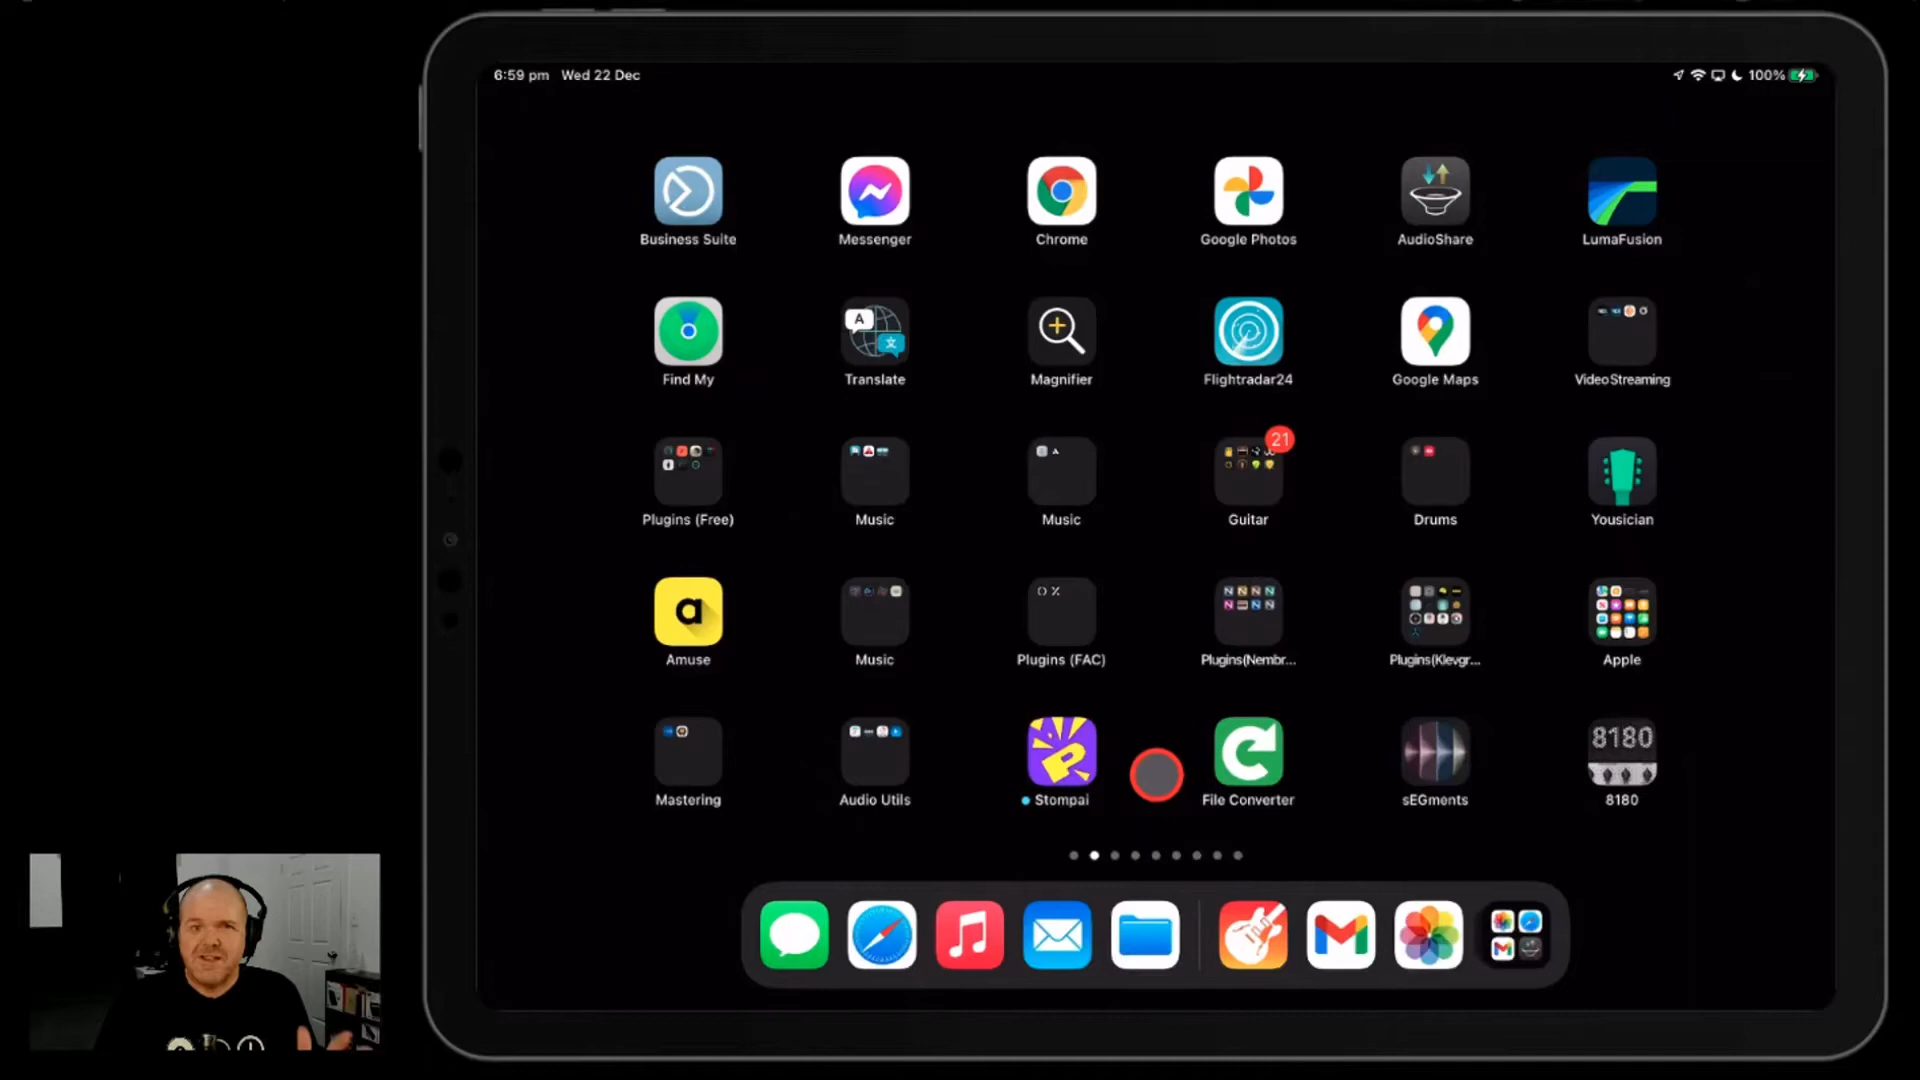 6:59 pm Wed 22 Dec
100%
Business Suite
Messenger
Chrome
Google Photos
AudioShare
LumaFusion
A
文
Find My
Translate
Magnifier
Flightradar24
Google Maps
VideoStreaming
21
Plugins (Free)
Music
Music
Guitar
Drums
Yousician
a
Amuse
Music
Plugins (FAC)
Plugins(Nembr...
Plugins(Klevgr...
Apple
P
8180
Mastering
Audio Utils
Stompai
File Converter
sEGments
8180